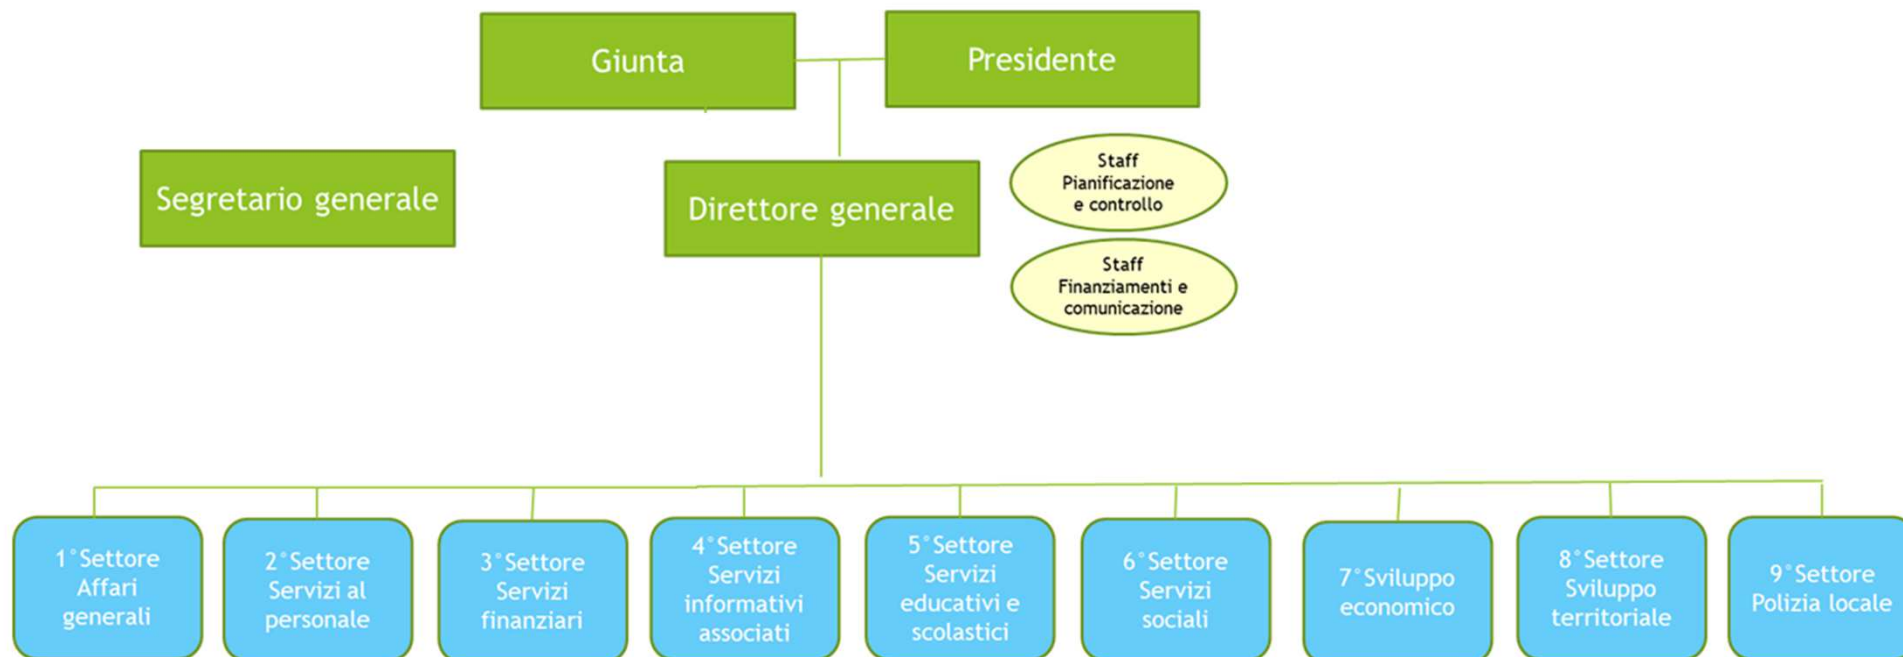 Giunta
Presidente
Segretario generale
Direttore generale
Staff
Pianificazione
e controllo
Staff
Finanziamenti e
comunicazione
1°Settore
Affari
generali
2°Settore
Servizi al
personale
3°Settore
Servizi
finanziari
4°Settore
Servizi
informativi
associati
5°Settore
Servizi
educativi e
scolastici
6°Settore
Servizi
sociali
7°Sviluppo
economico
8°Settore
Sviluppo
territoriale
9°Settore
Polizia locale